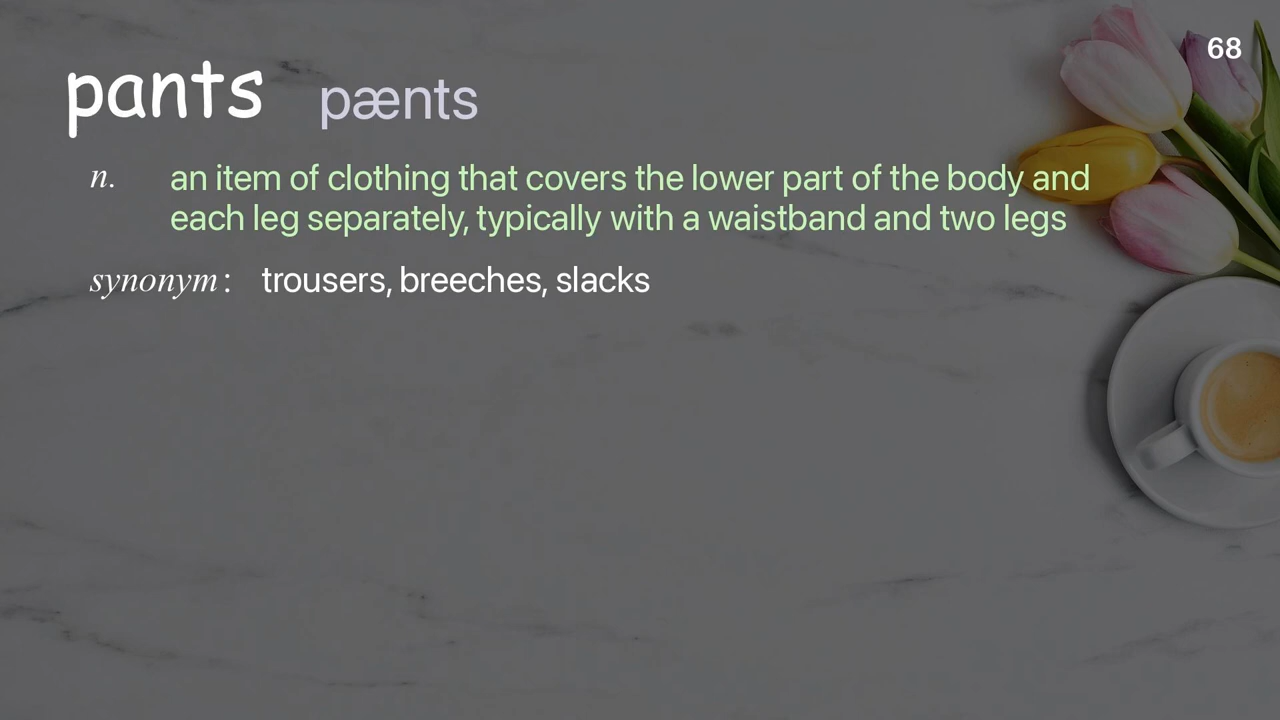 68
pants pænts
n. an item of clothing that covers the lower part of the body and
each leg separately, typically with a waistband and two legs
synonym: trousers, breeches, slacks